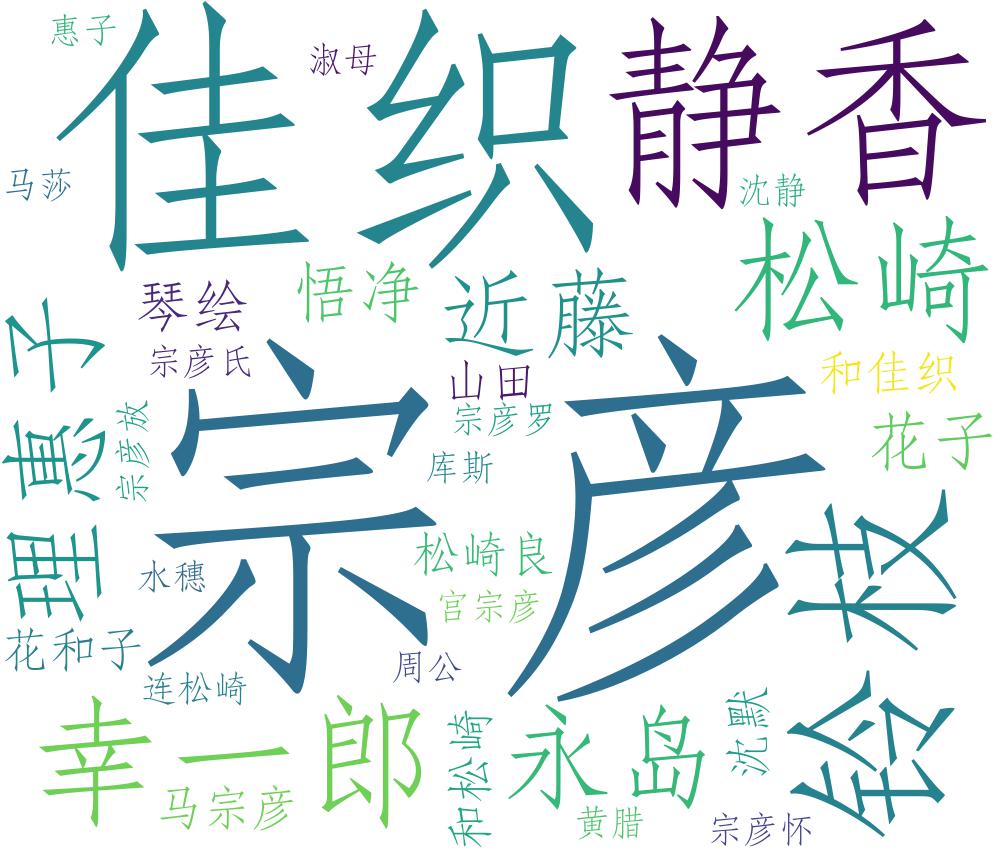 惠子
佳织
淑母
静香
马莎
沈静
松崎
琴绘
悟净
近藤
宗彦氏
理惠子
宗彦放
宗彦
山田
宗彦罗
库斯
和佳织
花子
松崎良
水穗
宫宗彦
铃枝
花和子
周公
连松崎
幸一郎
马宗彦
和松崎
永岛
沈默
黄腊
宗彦怀